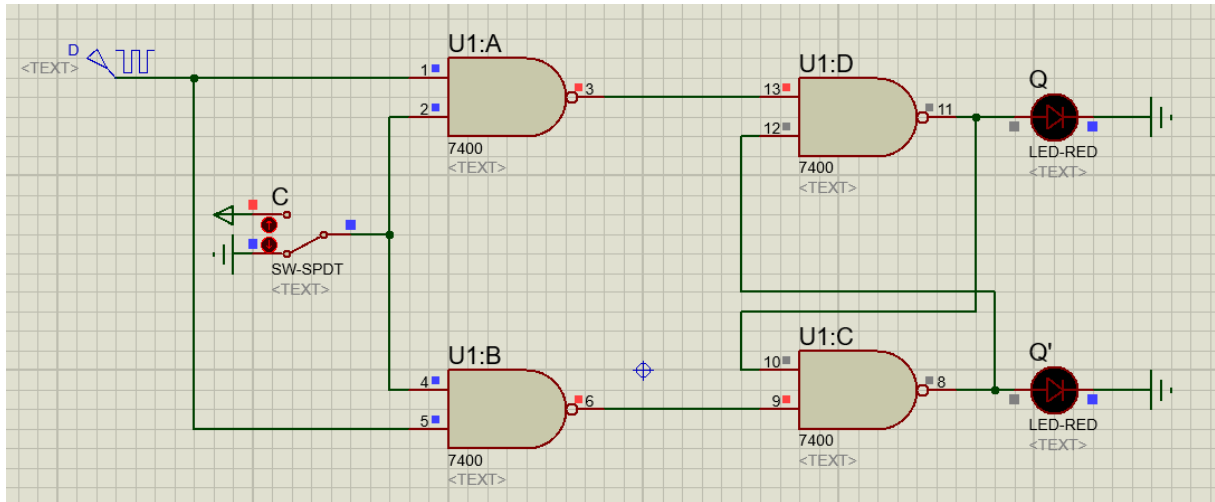 U1:A
D
<TEXT>
1
2
3
7400
<TEXT>
U1:D
13
12
11
7400
<TEXT>
Q
LED-RED
<TEXT>
C
SW-SPDT
<TEXT>
U1:B
4
5
6
7400
<TEXT>
U1:C
10
9
8
7400
<TEXT>
Q'
LED-RED
<TEXT>